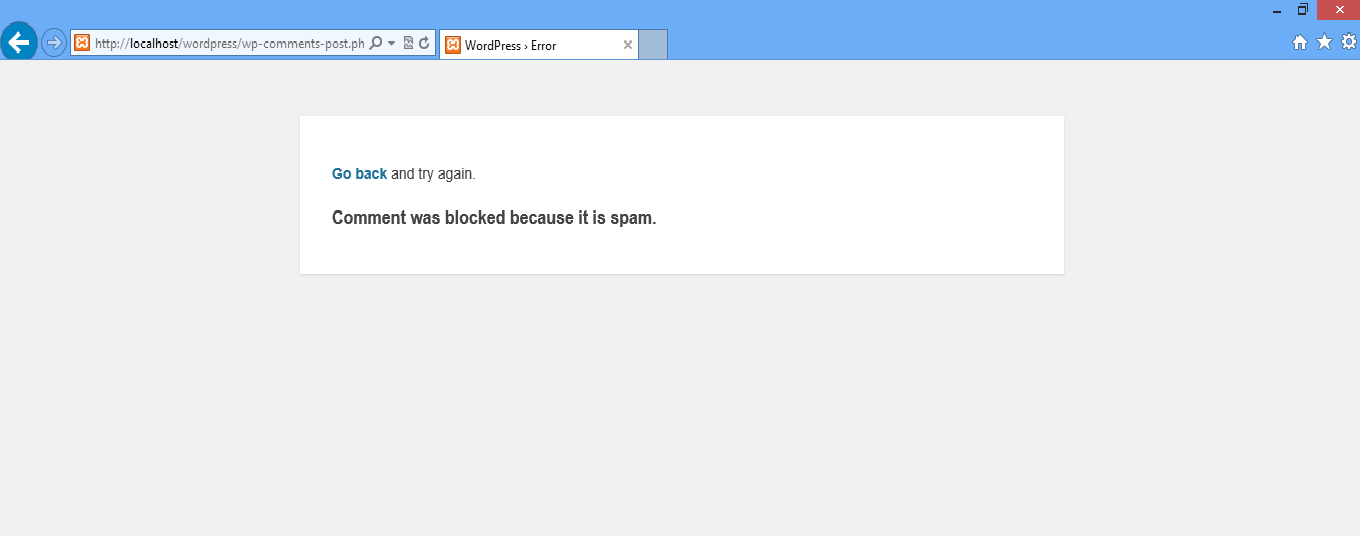 http://localhost/wordpress/wp-comments-post.ph
WordPress › Error
Go back and try again.
Comment was blocked because it is spam.